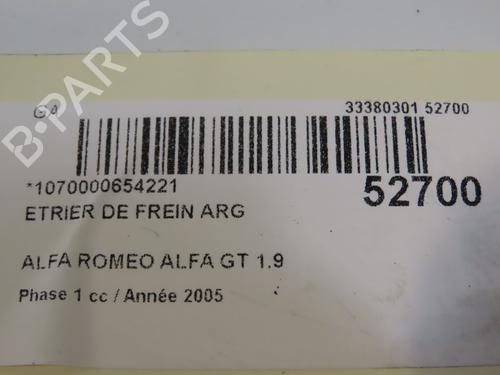 GA 33380301 52700
*1070000654221 52700
ETRIER DE FREIN ARG
ALFA ROMEO ALFA GT 1.9
Phase 1 cc / Année 2005
B-PARTS